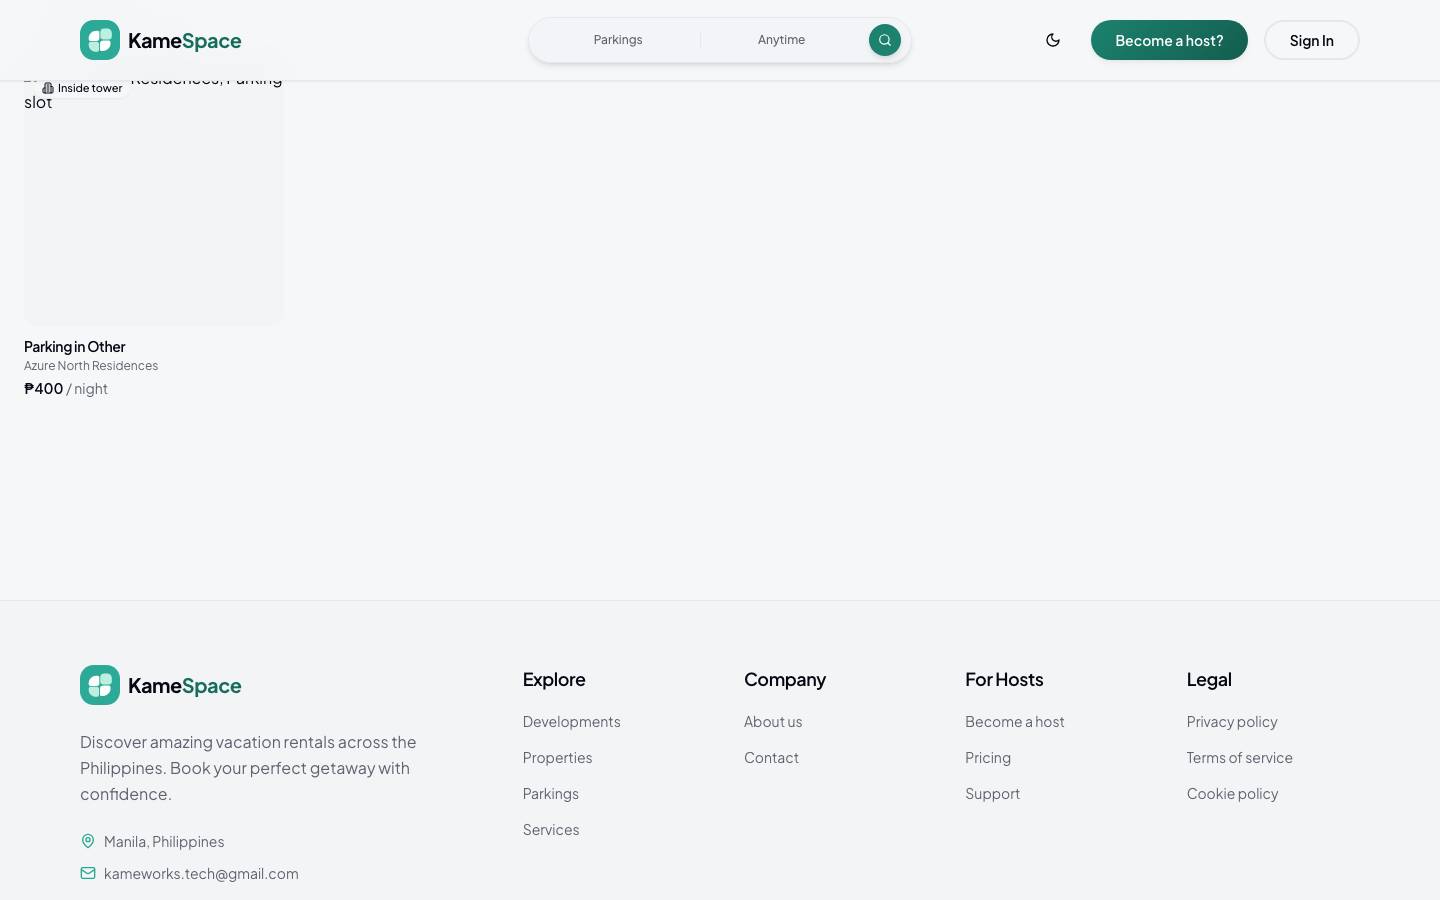 KameSpace
Parkings
Anytime
Become a host?
Sign In
Residences, Parking
Inside tower
slot
Parking in Other
Azure North Residences
₱400 / night
KameSpace
Discover amazing vacation rentals across the
Philippines. Book your perfect getaway with
confidence.
Manila, Philippines
kameworks.tech@gmail.com
Explore
Developments
Properties
Parkings
Services
Company
About us
Contact
For Hosts
Become a host
Pricing
Support
Legal
Privacy policy
Terms of service
Cookie policy